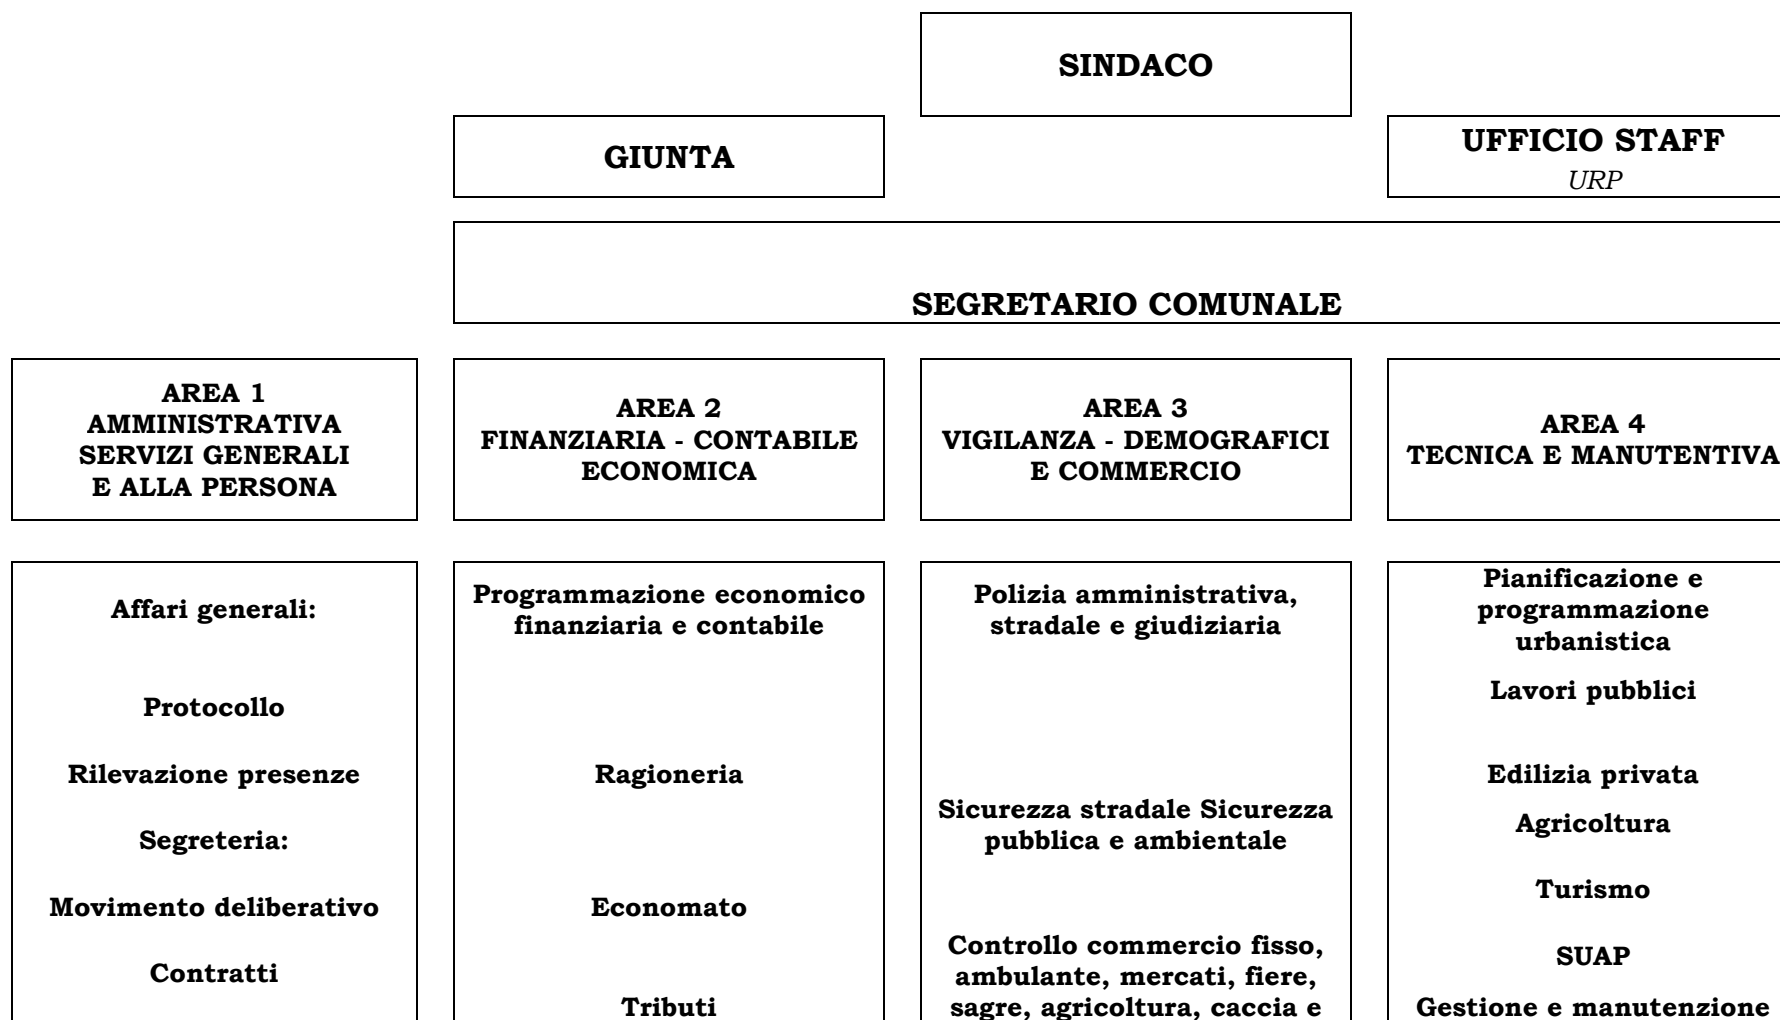 SINDACO
GIUNTA
UFFICIO STAFF
URP
SEGRETARIO COMUNALE
AREA 1
AMMINISTRATIVA
SERVIZI GENERALI
E ALLA PERSONA
AREA 2
FINANZIARIA - CONTABILE
ECONOMICA
AREA 3
VIGILANZA - DEMOGRAFICI
E COMMERCIO
AREA 4
TECNICA E MANUTENTIVA
Affari generali:
Protocollo
Rilevazione presenze
Segreteria:
Movimento deliberativo
Contratti
Programmazione economico
finanziaria e contabile
Ragioneria
Economato
Tributi
Polizia amministrativa,
stradale e giudiziaria
Sicurezza stradale Sicurezza
pubblica e ambientale
Controllo commercio fisso,
ambulante, mercati, fiere,
sagre, agricoltura, caccia e
Pianificazione e
programmazione
urbanistica
Lavori pubblici
Edilizia privata
Agricoltura
Turismo
SUAP
Gestione e manutenzione